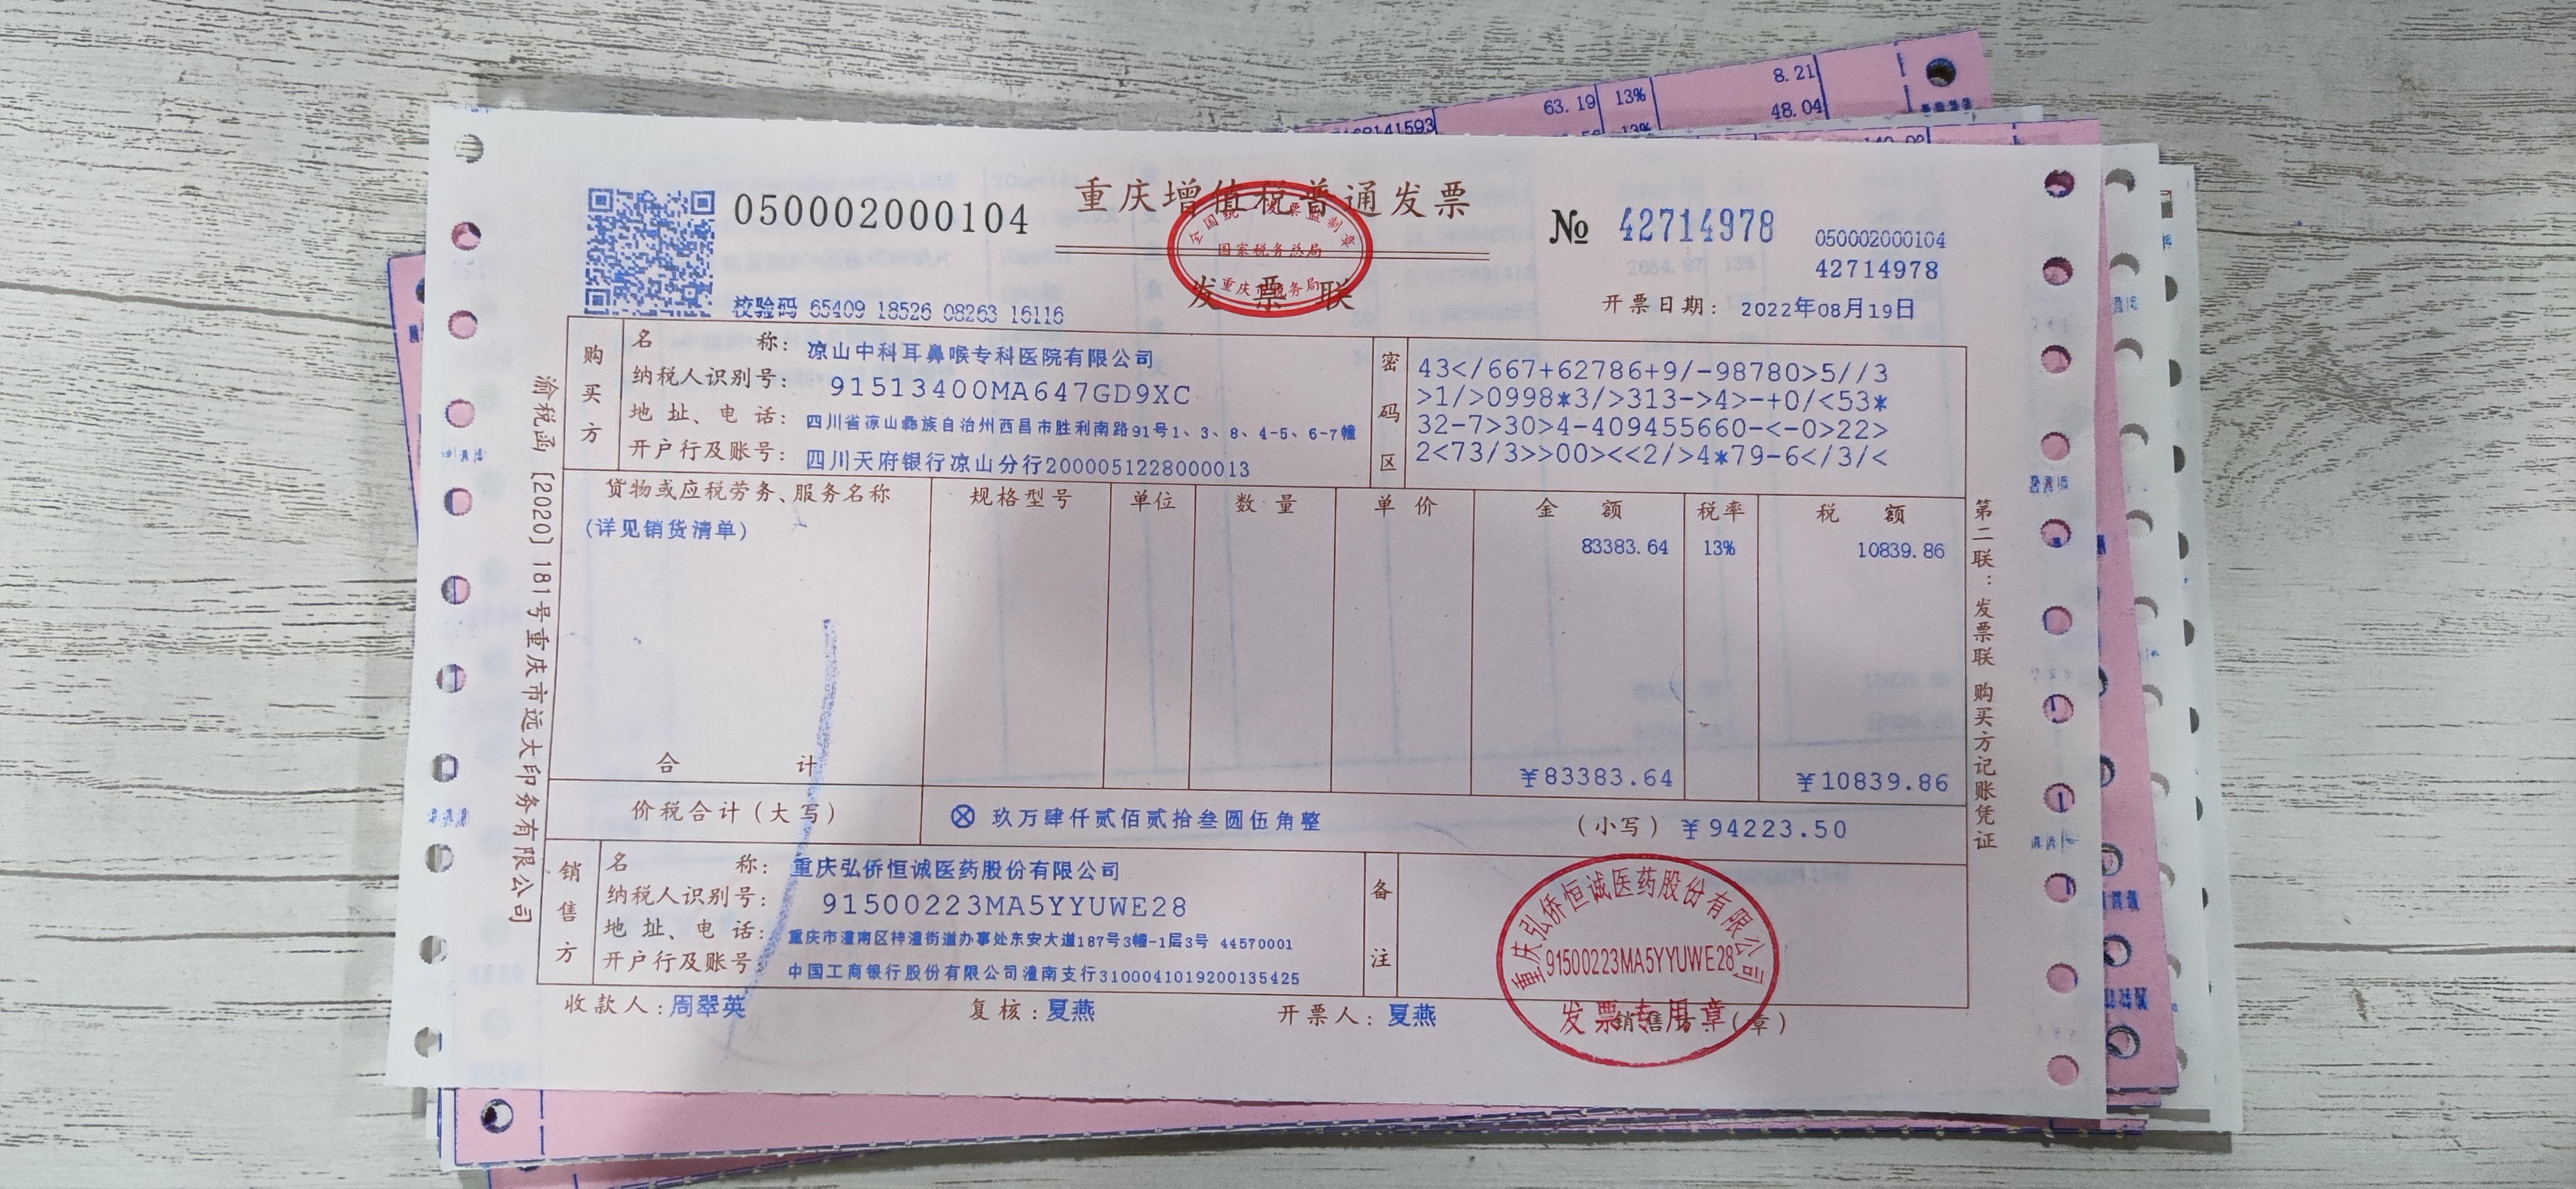 63.19 13% 8.21
48.04
168141593 13%
050002000104
重庆增值税普通发票
全国统一发票监制章
国家税务总局
重庆市税务局
发票联
№ 42714978
050002000104
42714978
校验码 65409 18526 08263 16116
开票日期: 2022年08月19日
购买方
名称: 凉山中科耳鼻喉专科医院有限公司
纳税人识别号: 91513400MA647GD9XC
地址、电话: 四川省凉山彝族自治州西昌市胜利南路91号1、3、8、4-5、6-7幢
开户行及账号: 四川天府银行凉山分行2000051228000013
密码区
43</667+62786+9/-98780>5//3
>1/>0998*3/>313->4>-+0/<53*
32-7>30>4-409455660-<-0>22>
2<73/3>>00><<2/>4*79-6</3/<
货物或应税劳务、服务名称 规格型号 单位 数量 单价 金额 税率 税额
(详见销货清单) 83383.64 13% 10839.86
合计 ¥83383.64 ¥10839.86
价税合计(大写) ⊗ 玖万肆仟贰佰贰拾叁圆伍角整 (小写) ¥94223.50
销售方
名称: 重庆弘侨恒诚医药股份有限公司
纳税人识别号: 91500223MA5YYUWE28
地址、电话: 重庆市潼南区梓潼街道办事处东安大道187号3幢-1层3号 44570001
开户行及账号: 中国工商银行股份有限公司潼南支行3100041019200135425
备注
重庆弘侨恒诚医药股份有限公司
91500223MA5YYUWE28
发票专用章
收款人: 周翠英 复核: 夏燕 开票人: 夏燕 销售方:(章)
渝税函〔2020〕181号重庆市远大印务有限公司
第二联:发票联 购买方记账凭证